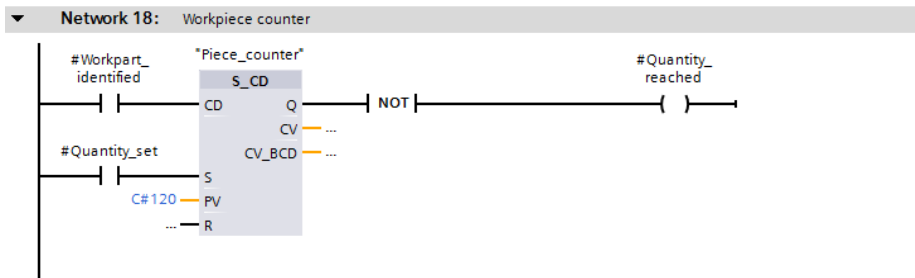 Network 18: Workpiece counter
#Workpart_
identified
"Piece_counter"
#Quantity_
reached
S_CD
CD Q NOT
CV ...
#Quantity_set
CV_BCD ...
S
C#120 PV
... R